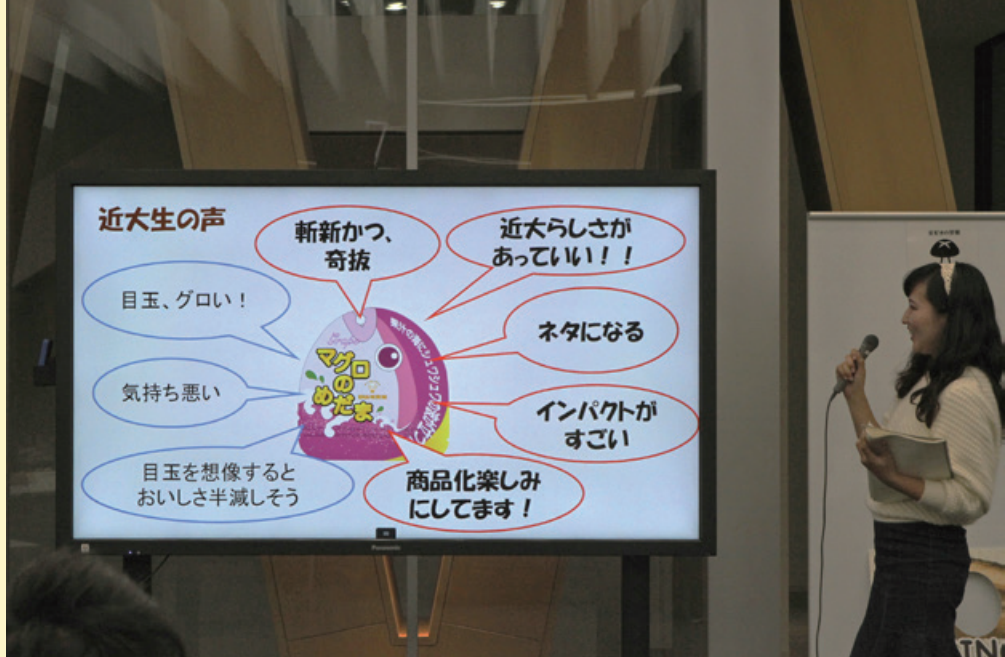 近大生の声
斬新かつ、
奇抜
近大らしさが
あっていい！！
目玉、グロい！
ネタになる
気持ち悪い
インパクトが
すごい
目玉を想像すると
おいしさ半減しそう
商品化楽しみ
にしてます！
マグロ
の
めだま
Panasonic